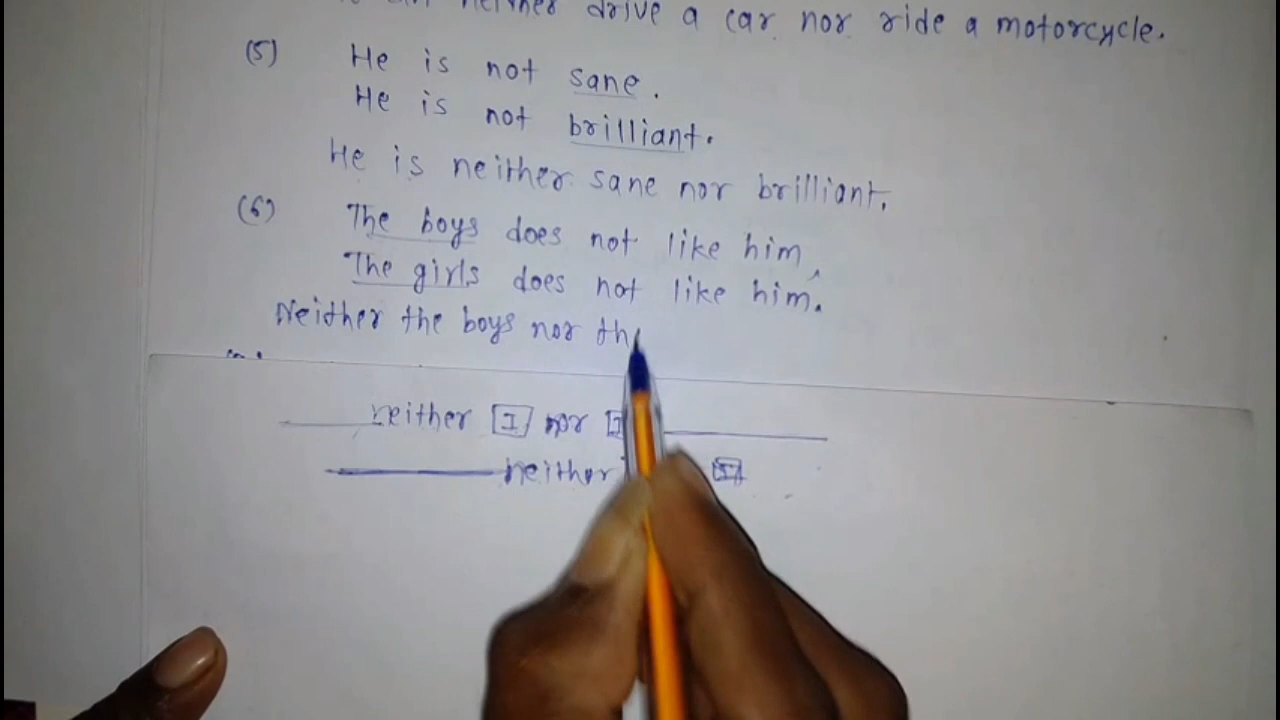 neither drive a car nor ride a motorcycle.
(5) He is not sane.
He is not brilliant.
He is neither sane nor brilliant.
(6) The boys does not like him,
The girls does not like him.
Neither the boys nor the
neither I nor
neither